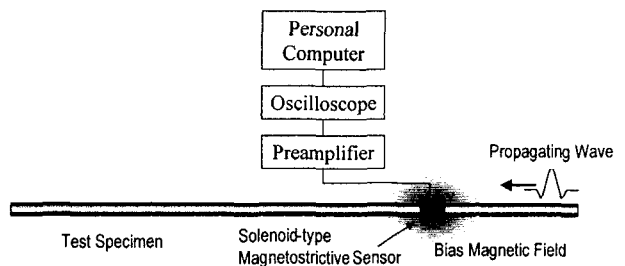 Personal
Computer
Oscilloscope
Preamplifier
Propagating Wave
Test Specimen
Solenoid-type
Magnetostrictive Sensor
Bias Magnetic Field